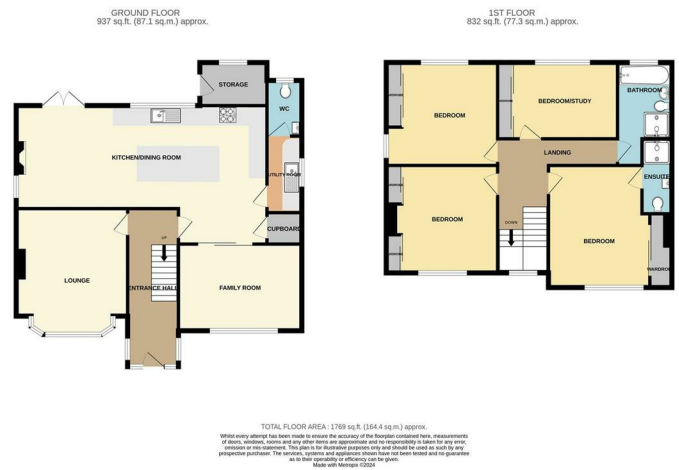 GROUND FLOOR
937 sq.ft. (87.1 sq.m.) approx.
1ST FLOOR
832 sq.ft. (77.3 sq.m.) approx.
STORAGE
WC
KITCHEN/DINING ROOM
UTILITY ROOM
CUPBOARD
UP
LOUNGE
ENTRANCE HALL
FAMILY ROOM
BEDROOM
BEDROOM/STUDY
BATHROOM
LANDING
ENSUITE
BEDROOM
DOWN
BEDROOM
WARDROBE
TOTAL FLOOR AREA : 1769 sq.ft. (164.4 sq.m.) approx.
Whilst every attempt has been made to ensure the accuracy of the floorplan contained here, measurements
of doors, windows, rooms and any other items are approximate and no responsibility is taken for any error,
omission or mis-statement. This plan is for illustrative purposes only and should be used as such by any
prospective purchaser. The services, systems and appliances shown have not been tested and no guarantee
as to their operability or efficiency can be given.
Made with Metropix ©2024